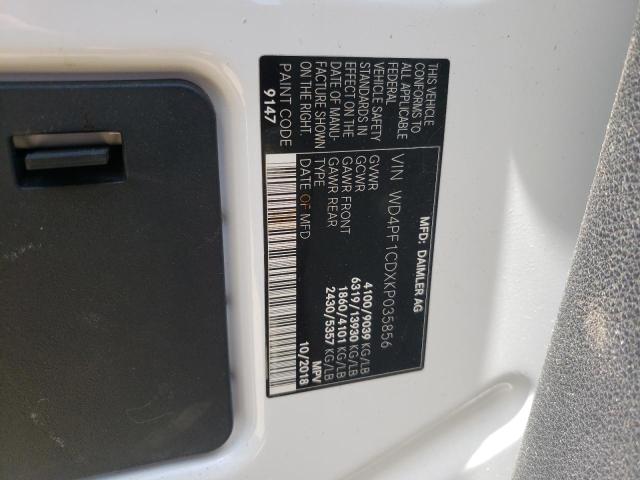 MFD: DAIMLER AG
VIN WD4PF1CDXKP035856
GVWR 4100/9039 KG/LB
GCWR 6319/13930 KG/LB
GAWR FRONT 1860/4101 KG/LB
GAWR REAR 2430/5357 KG/LB
TYPE MPV
DATE OF MFD 10/2018
THIS VEHICLE
CONFORMS TO
ALL APPLICABLE
FEDERAL
VEHICLE SAFETY
STANDARDS IN
EFFECT ON THE
DATE OF MANU-
FACTURE SHOWN
ON THE RIGHT.
PAINT CODE
9147